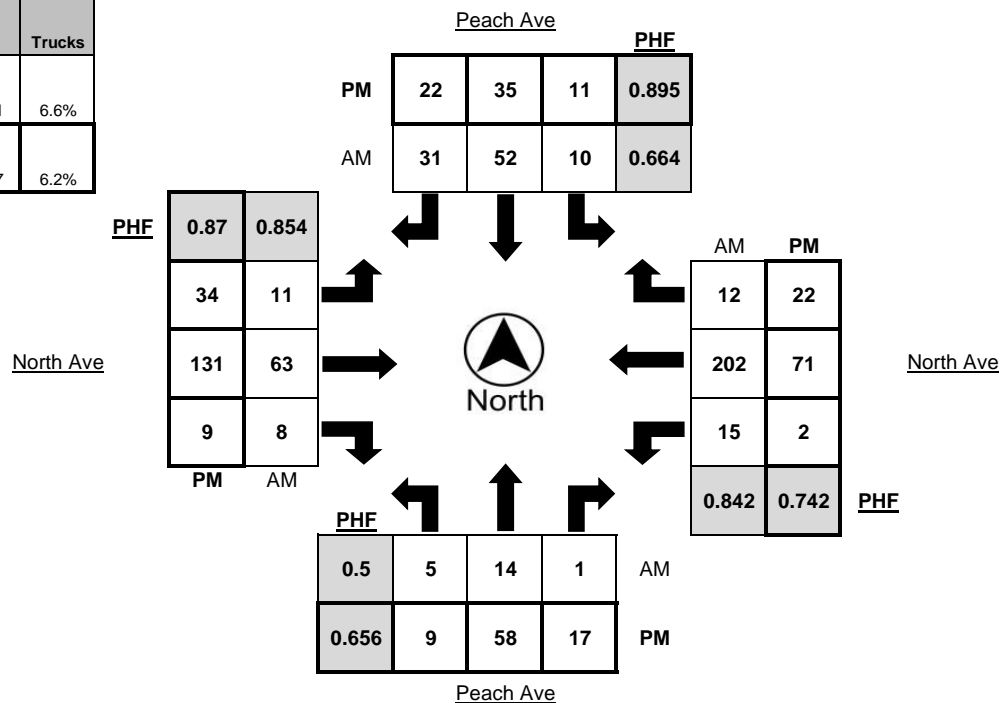 Peach Ave
PHF
Trucks
PM 22 35 11 0.895
6.6%
AM 31 52 10 0.664
7 6.2%
PHF 0.87 0.854
AM PM
34 11 12 22
North Ave 131 63 North 202 71 North Ave
9 8 15 2
PM AM
0.842 0.742 PHF
PHF
0.5 5 14 1 AM
0.656 9 58 17 PM
Peach Ave